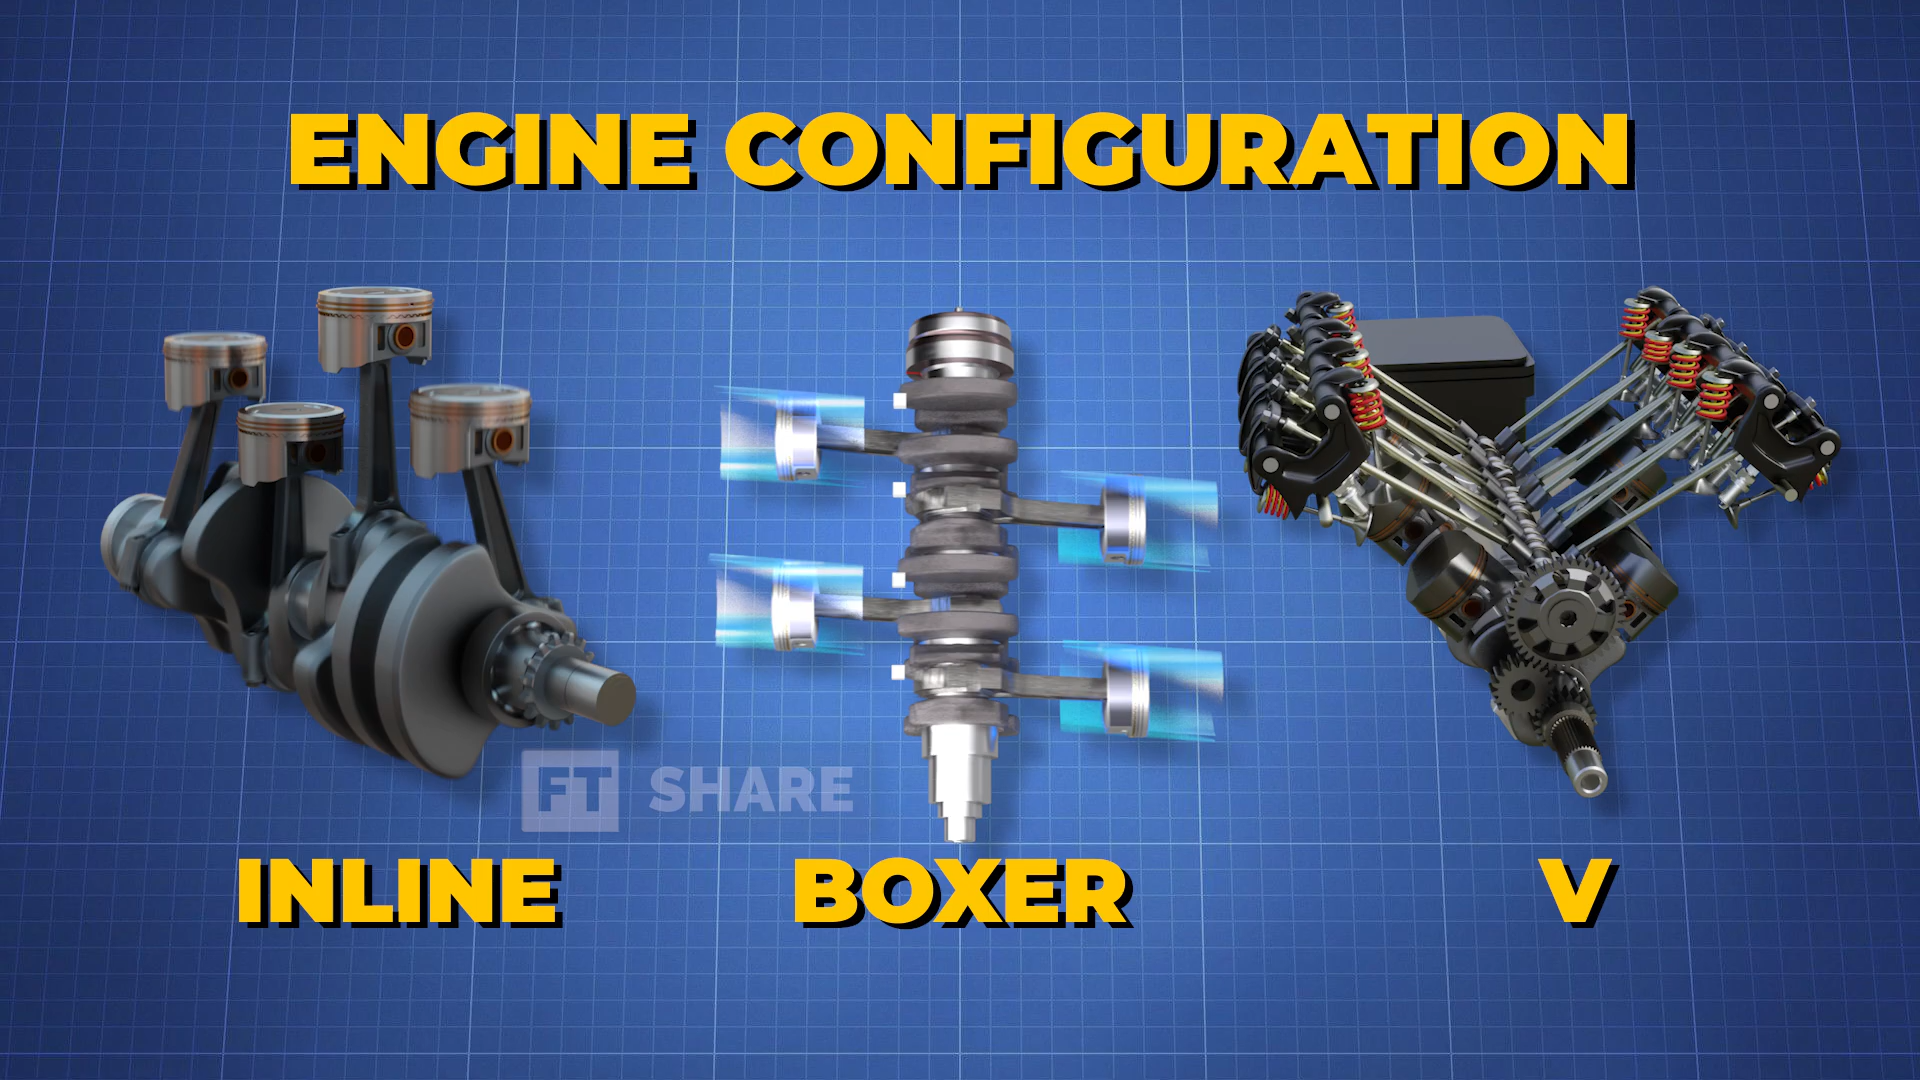 ENGINE CONFIGURATION
FT SHARE
INLINE
BOXER
V